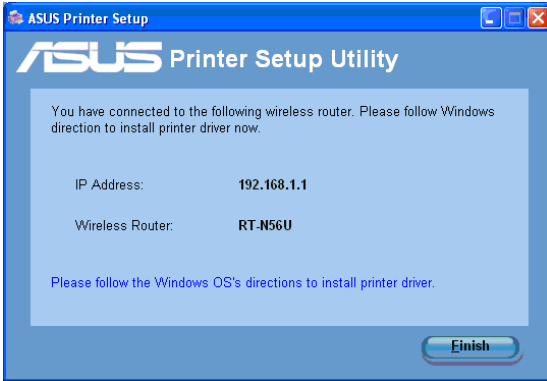 ASUS Printer Setup
ASUS Printer Setup Utility
You have connected to the following wireless router. Please follow Windows
direction to install printer driver now.
IP Address: 192.168.1.1
Wireless Router: RT-N56U
Please follow the Windows OS's directions to install printer driver.
Finish